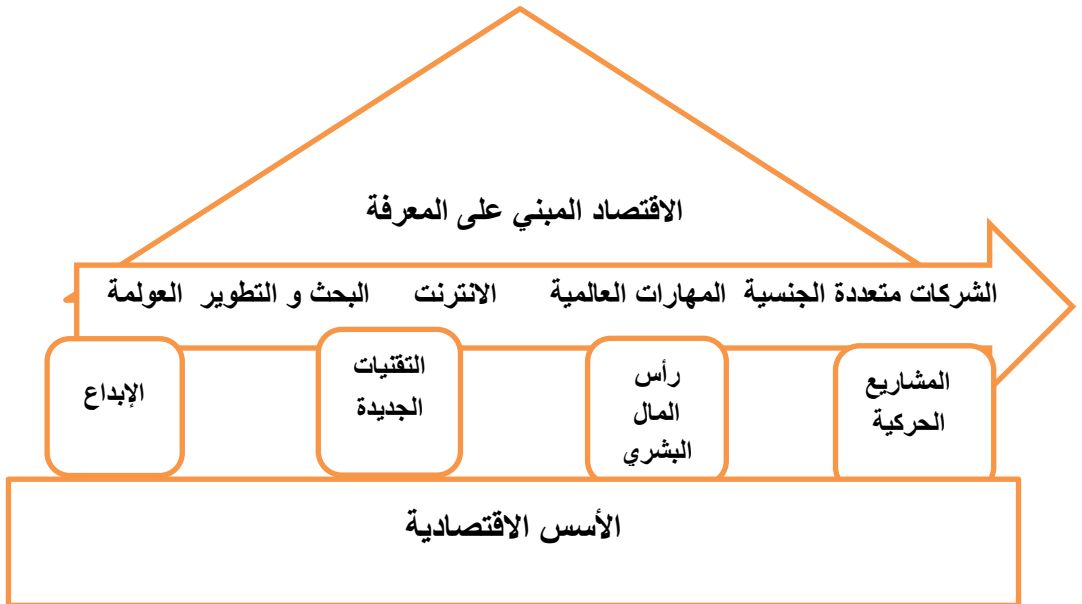 الاقتصاد المبني على المعرفة
الشركات متعددة الجنسية المهارات العالمية الانترنت البحث و التطوير العولمة
المشاريع
الحركية
رأس
المال
البشري
التقنيات
الجديدة
الإبداع
الأسس الاقتصادية